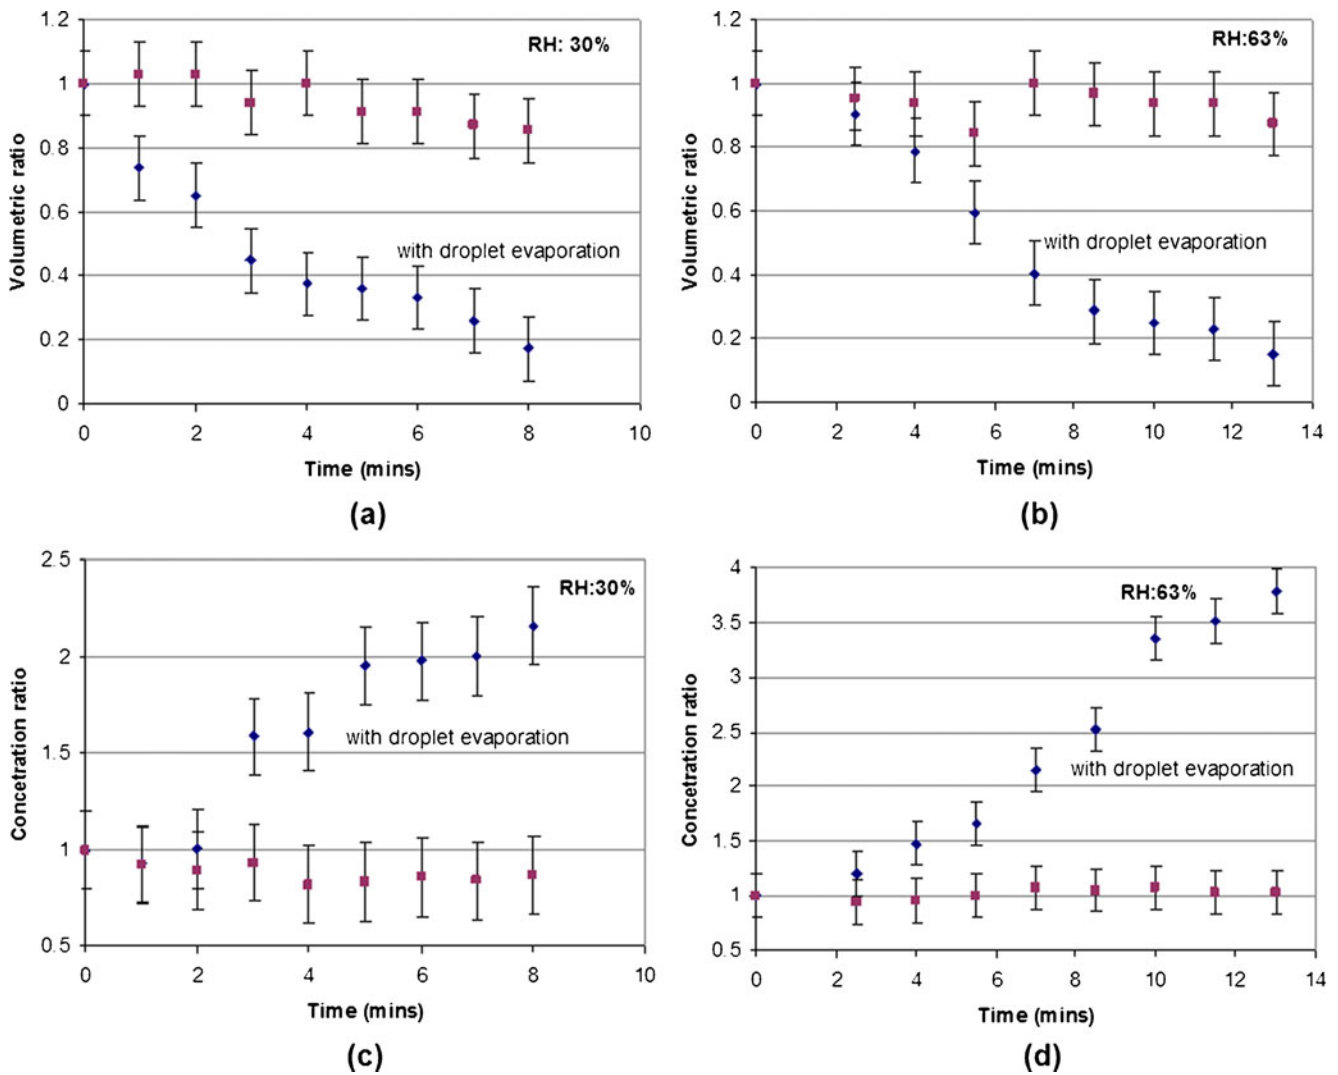 1.2
RH: 30%
1
0.8
0.6
with droplet evaporation
0.4
0.2
0
0 2 4 6 8 10
Volumetric ratio
Time (mins)
(a)
1.2
RH:63%
1
0.8
0.6
with droplet evaporation
0.4
0.2
0
0 2 4 6 8 10 12 14
Volumetric ratio
Time (mins)
(b)
2.5
RH:30%
2
with droplet evaporation
1.5
1
0.5
0 2 4 6 8 10
Concetration ratio
Time (mins)
(c)
4
RH:63%
3.5
3
2.5
with droplet evaporation
2
1.5
1
0.5
0 2 4 6 8 10 12 14
Concetration ratio
Time (mins)
(d)